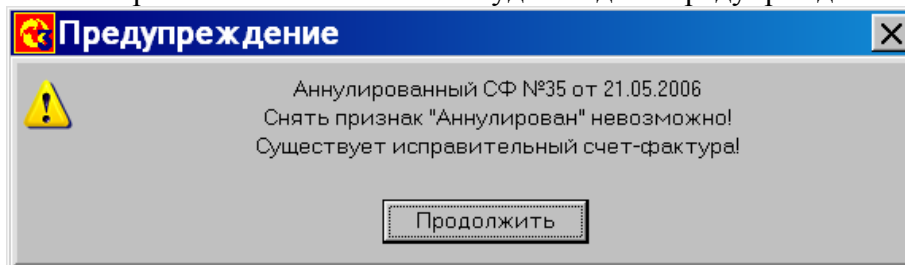 Предупреждение
Аннулированный СФ №35 от 21.05.2006
Снять признак "Аннулирован" невозможно!
Существует исправительный счет-фактура!
Продолжить